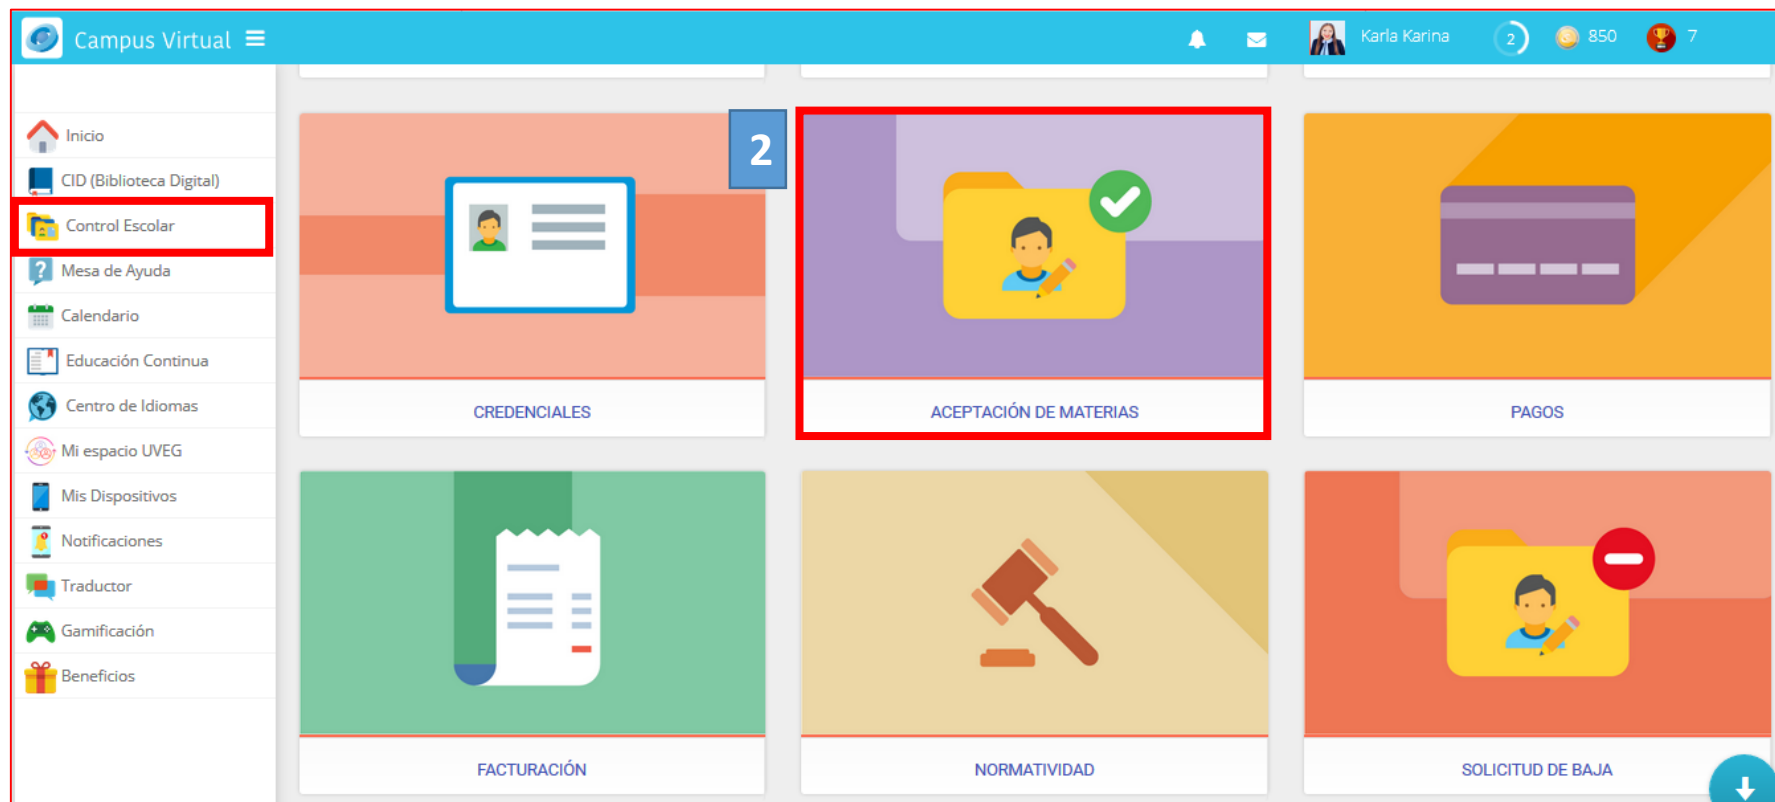 Campus Virtual
Karla Karina
2
850
7
Inicio
CID (Biblioteca Digital)
Control Escolar
Mesa de Ayuda
Calendario
Educación Continua
Centro de Idiomas
Mi espacio UVEG
Mis Dispositivos
Notificaciones
Traductor
Gamificación
Beneficios
2
CREDENCIALES
ACEPTACIÓN DE MATERIAS
PAGOS
FACTURACIÓN
NORMATIVIDAD
SOLICITUD DE BAJA